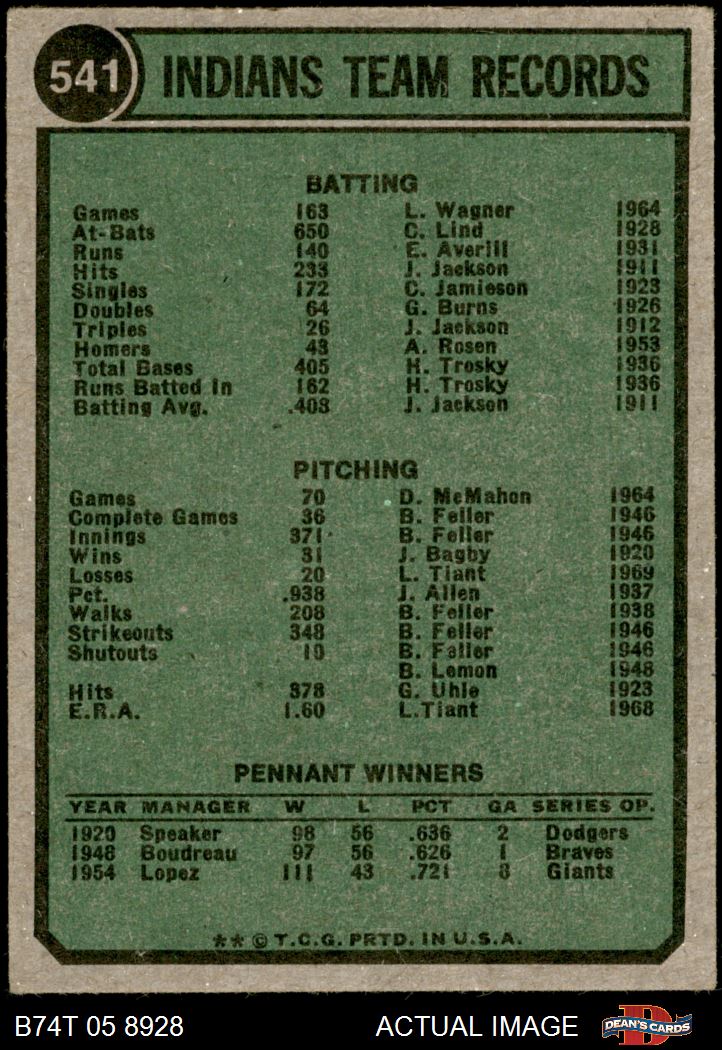 541 INDIANS TEAM RECORDS
BATTING
Games 163 L. Wagner 1964
At-Bats 650 C. Lind 1928
Runs 140 E. Averill 1931
Hits 233 J. Jackson 1911
Singles 172 C. Jamieson 1923
Doubles 64 G. Burns 1926
Triples 26 J. Jackson 1912
Homers 43 A. Rosen 1953
Total Bases 405 H. Trosky 1936
Runs Batted In 162 H. Trosky 1936
Batting Avg. .408 J. Jackson 1911
PITCHING
Games 70 D. McMahon 1964
Complete Games 36 B. Feller 1946
Innings 371 B. Feller 1946
Wins 31 J. Bagby 1920
Losses 20 L. Tiant 1969
Pct. .938 J. Allen 1937
Walks 208 B. Feller 1938
Strikeouts 348 B. Feller 1946
Shutouts 10 B. Feller 1946
B. Lemon 1948
Hits 378 G. Uhle 1923
E.R.A. 1.60 L.Tiant 1968
PENNANT WINNERS
YEAR MANAGER W L PCT GA SERIES OP.
1920 Speaker 98 56 .636 2 Dodgers
1948 Boudreau 97 56 .626 1 Braves
1954 Lopez 111 43 .721 8 Giants
** © T.C.G. PRTD. IN U.S.A.
B74T 05 8928 ACTUAL IMAGE D DEAN'S CARDS